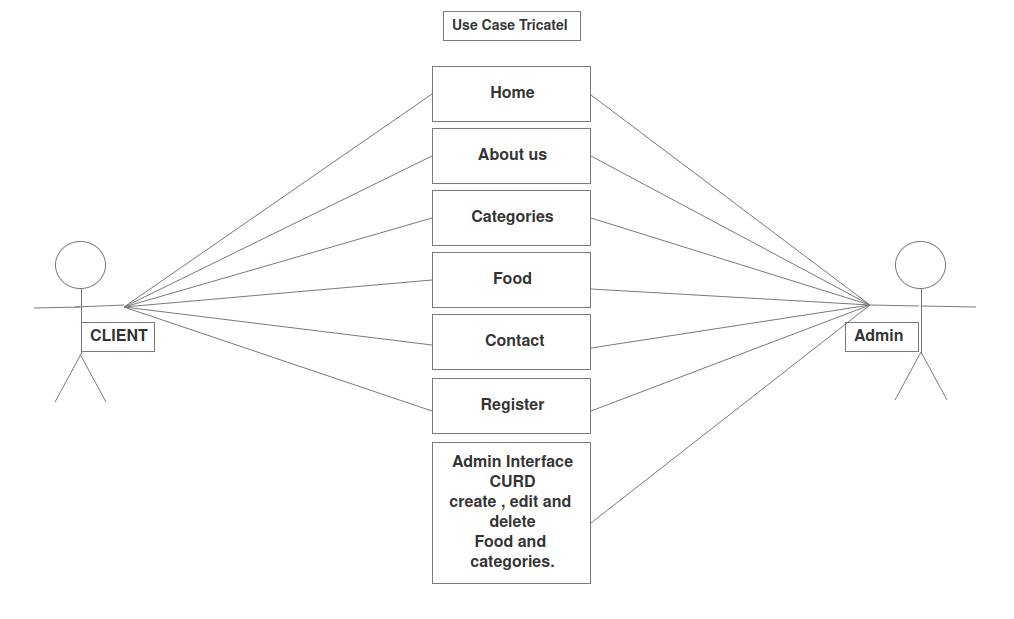 Use Case Tricatel
Home
About us
Categories
Food
Contact
Register
CLIENT
Admin
Admin Interface
CURD
create , edit and
delete
Food and
categories.